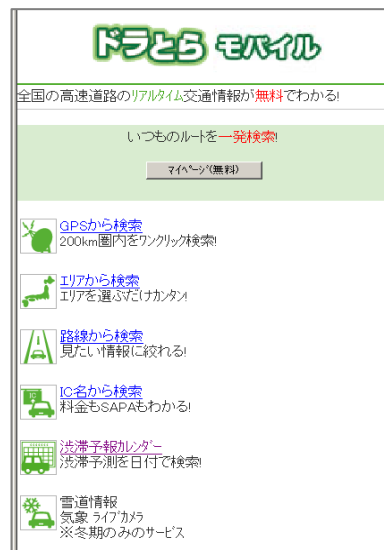 ドラとら モバイル
全国の高速道路のﾘｱﾙﾀｲﾑ交通情報が無料でわかる!
いつものﾙｰﾄを一発検索!
ﾏｲﾍﾟｰｼﾞ(無料)
GPSから検索
200km圏内をﾜﾝｸﾘｯｸ検索!
ｴﾘｱから検索
ｴﾘｱを選ぶだけｶﾝﾀﾝ!
路線から検索
見たい情報に絞れる!
IC
IC名から検索
料金もSAPAもわかる!
渋滞予報ｶﾚﾝﾀﾞｰ
渋滞予測を日付で検索!
雪道情報
気象 ﾗｲﾌﾞｶﾒﾗ
※冬期のみのｻｰﾋﾞｽ